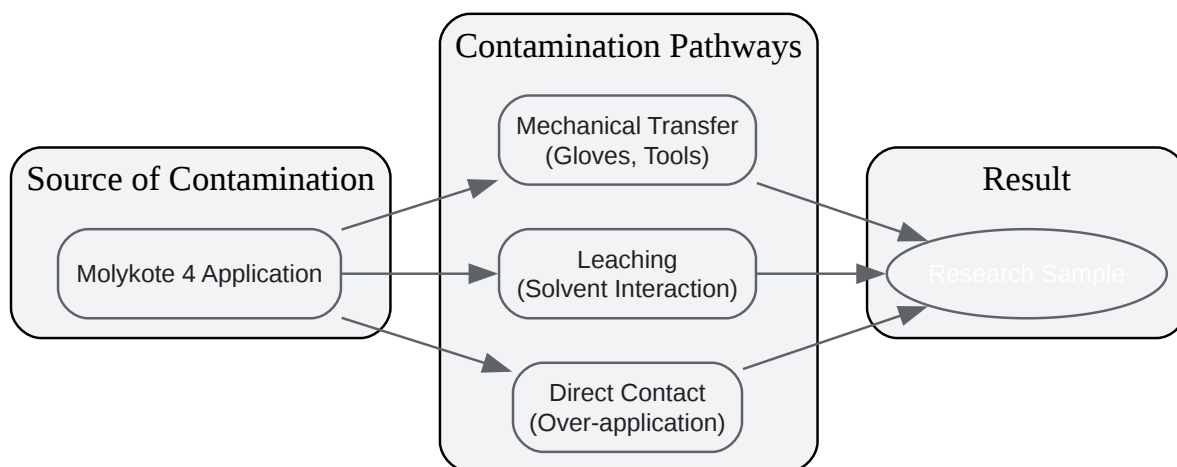 Source of Contamination
Molykote 4 Application
Contamination Pathways
Mechanical Transfer
(Gloves, Tools)
Leaching
(Solvent Interaction)
Direct Contact
(Over-application)
Result
Research Sample